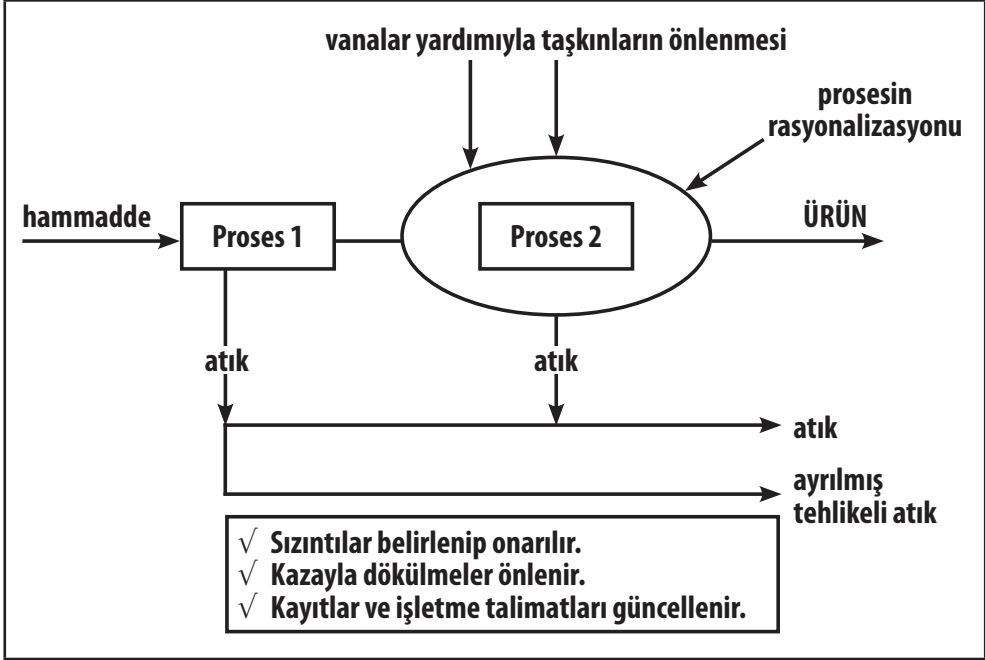 vanalar yardımıyla taşkınların önlenmesi
prosesin
rasyonalizasyonu
hammadde
Proses 1
Proses 2
ÜRÜN
atık
atık
atık
ayrılmış
tehlikeli atık
√ Sızıntılar belirlenip onarılır.
√ Kazayla dökülmeler önlenir.
√ Kayıtlar ve işletme talimatları güncellenir.